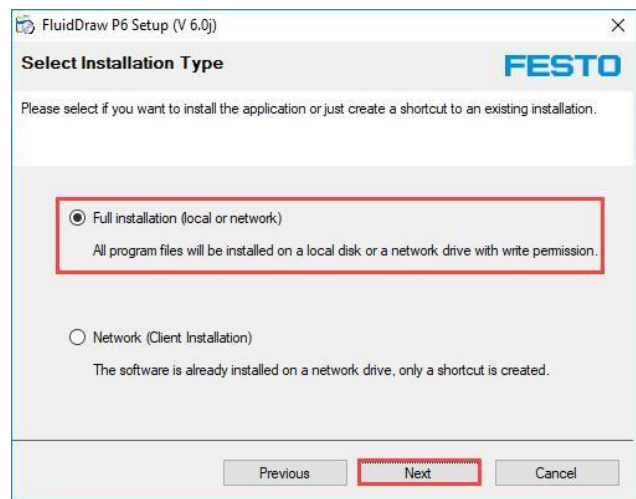 FluidDraw P6 Setup (V 6.0j)
Select Installation Type
FESTO
Please select if you want to install the application or just create a shortcut to an existing installation.
Full installation (local or network)
All program files will be installed on a local disk or a network drive with write permission.
Network (Client Installation)
The software is already installed on a network drive, only a shortcut is created.
Previous
Next
Cancel